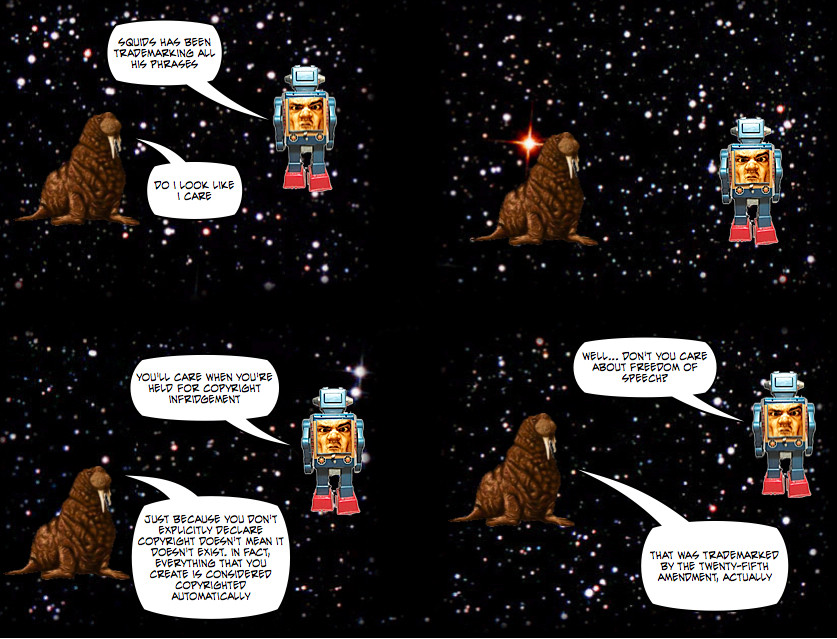 SQUIDS HAS BEEN
TRADEMARKING ALL
HIS PHRASES
DO I LOOK LIKE
I CARE
YOU'LL CARE WHEN YOU'RE
HELD FOR COPYRIGHT
INFRIDGEMENT
JUST BECAUSE YOU DON'T
EXPLICITLY DECLARE
COPYRIGHT DOESN'T MEAN IT
DOESN'T EXIST. IN FACT,
EVERYTHING THAT YOU
CREATE IS CONSIDERED
COPYRIGHTED
AUTOMATICALLY
WELL... DON'T YOU CARE
ABOUT FREEDOM OF
SPEECH?
THAT WAS TRADEMARKED
BY THE TWENTY-FIFTH
AMENDMENT, ACTUALLY